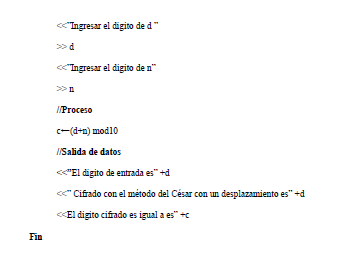 <<"Ingresar el digito de d "
>> d
<<"Ingresar el digito de n"
>> n
//Proceso
c←(d+n) mod10
//Salida de datos
<<"El digito de entrada es" +d
<<" Cifrado con el método del César con un desplazamiento es" +d
<<El digito cifrado es igual a es" +c
Fin